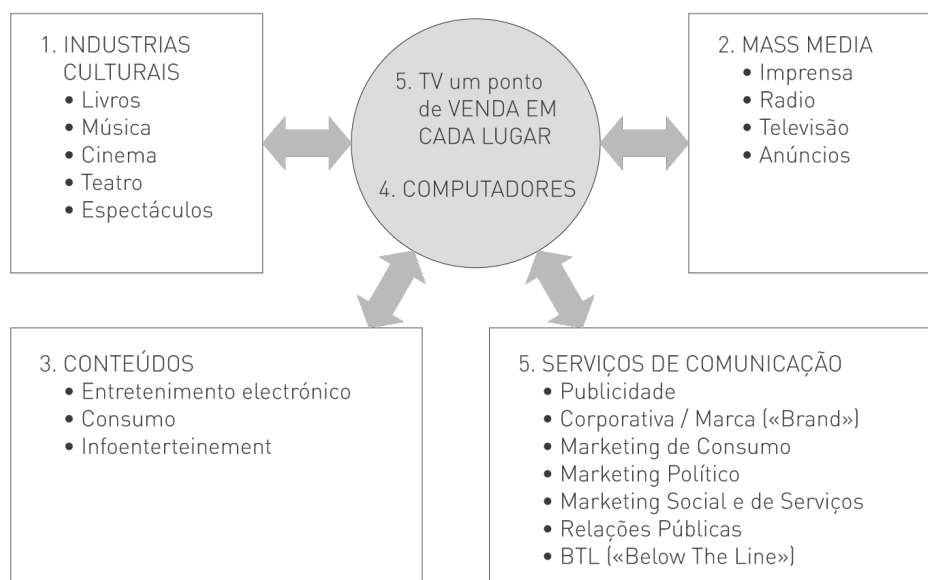 1. INDUSTRIAS
CULTURAIS
• Livros
• Música
• Cinema
• Teatro
• Espectáculos
5. TV um ponto
de VENDA EM
CADA LUGAR
4. COMPUTADORES
2. MASS MEDIA
• Imprensa
• Radio
• Televisão
• Anúncios
3. CONTEÚDOS
• Entretenimento electrónico
• Consumo
• Infoenterteinement
5. SERVIÇOS DE COMUNICAÇÃO
• Publicidade
• Corporativa / Marca («Brand»)
• Marketing de Consumo
• Marketing Político
• Marketing Social e de Serviços
• Relações Públicas
• BTL («Below The Line»)